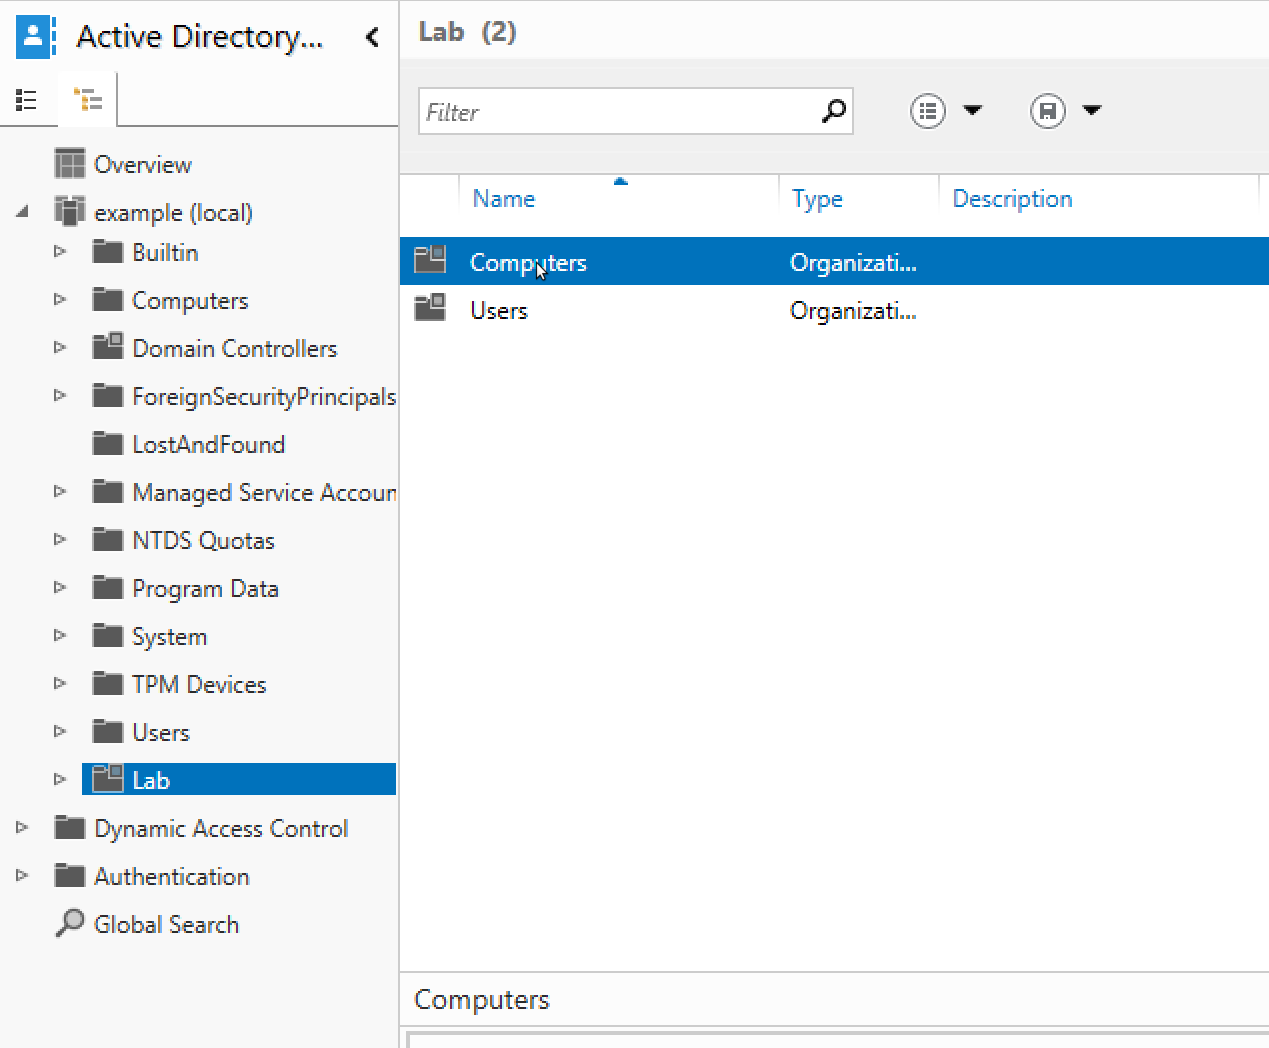 Active Directory...
Overview
example (local)
Builtin
Computers
Domain Controllers
ForeignSecurityPrincipals
LostAndFound
Managed Service Accoun
NTDS Quotas
Program Data
System
TPM Devices
Users
Lab
Dynamic Access Control
Authentication
Global Search
Lab (2)
Filter
Name Type Description
Computers Organizati...
Users Organizati...
Computers